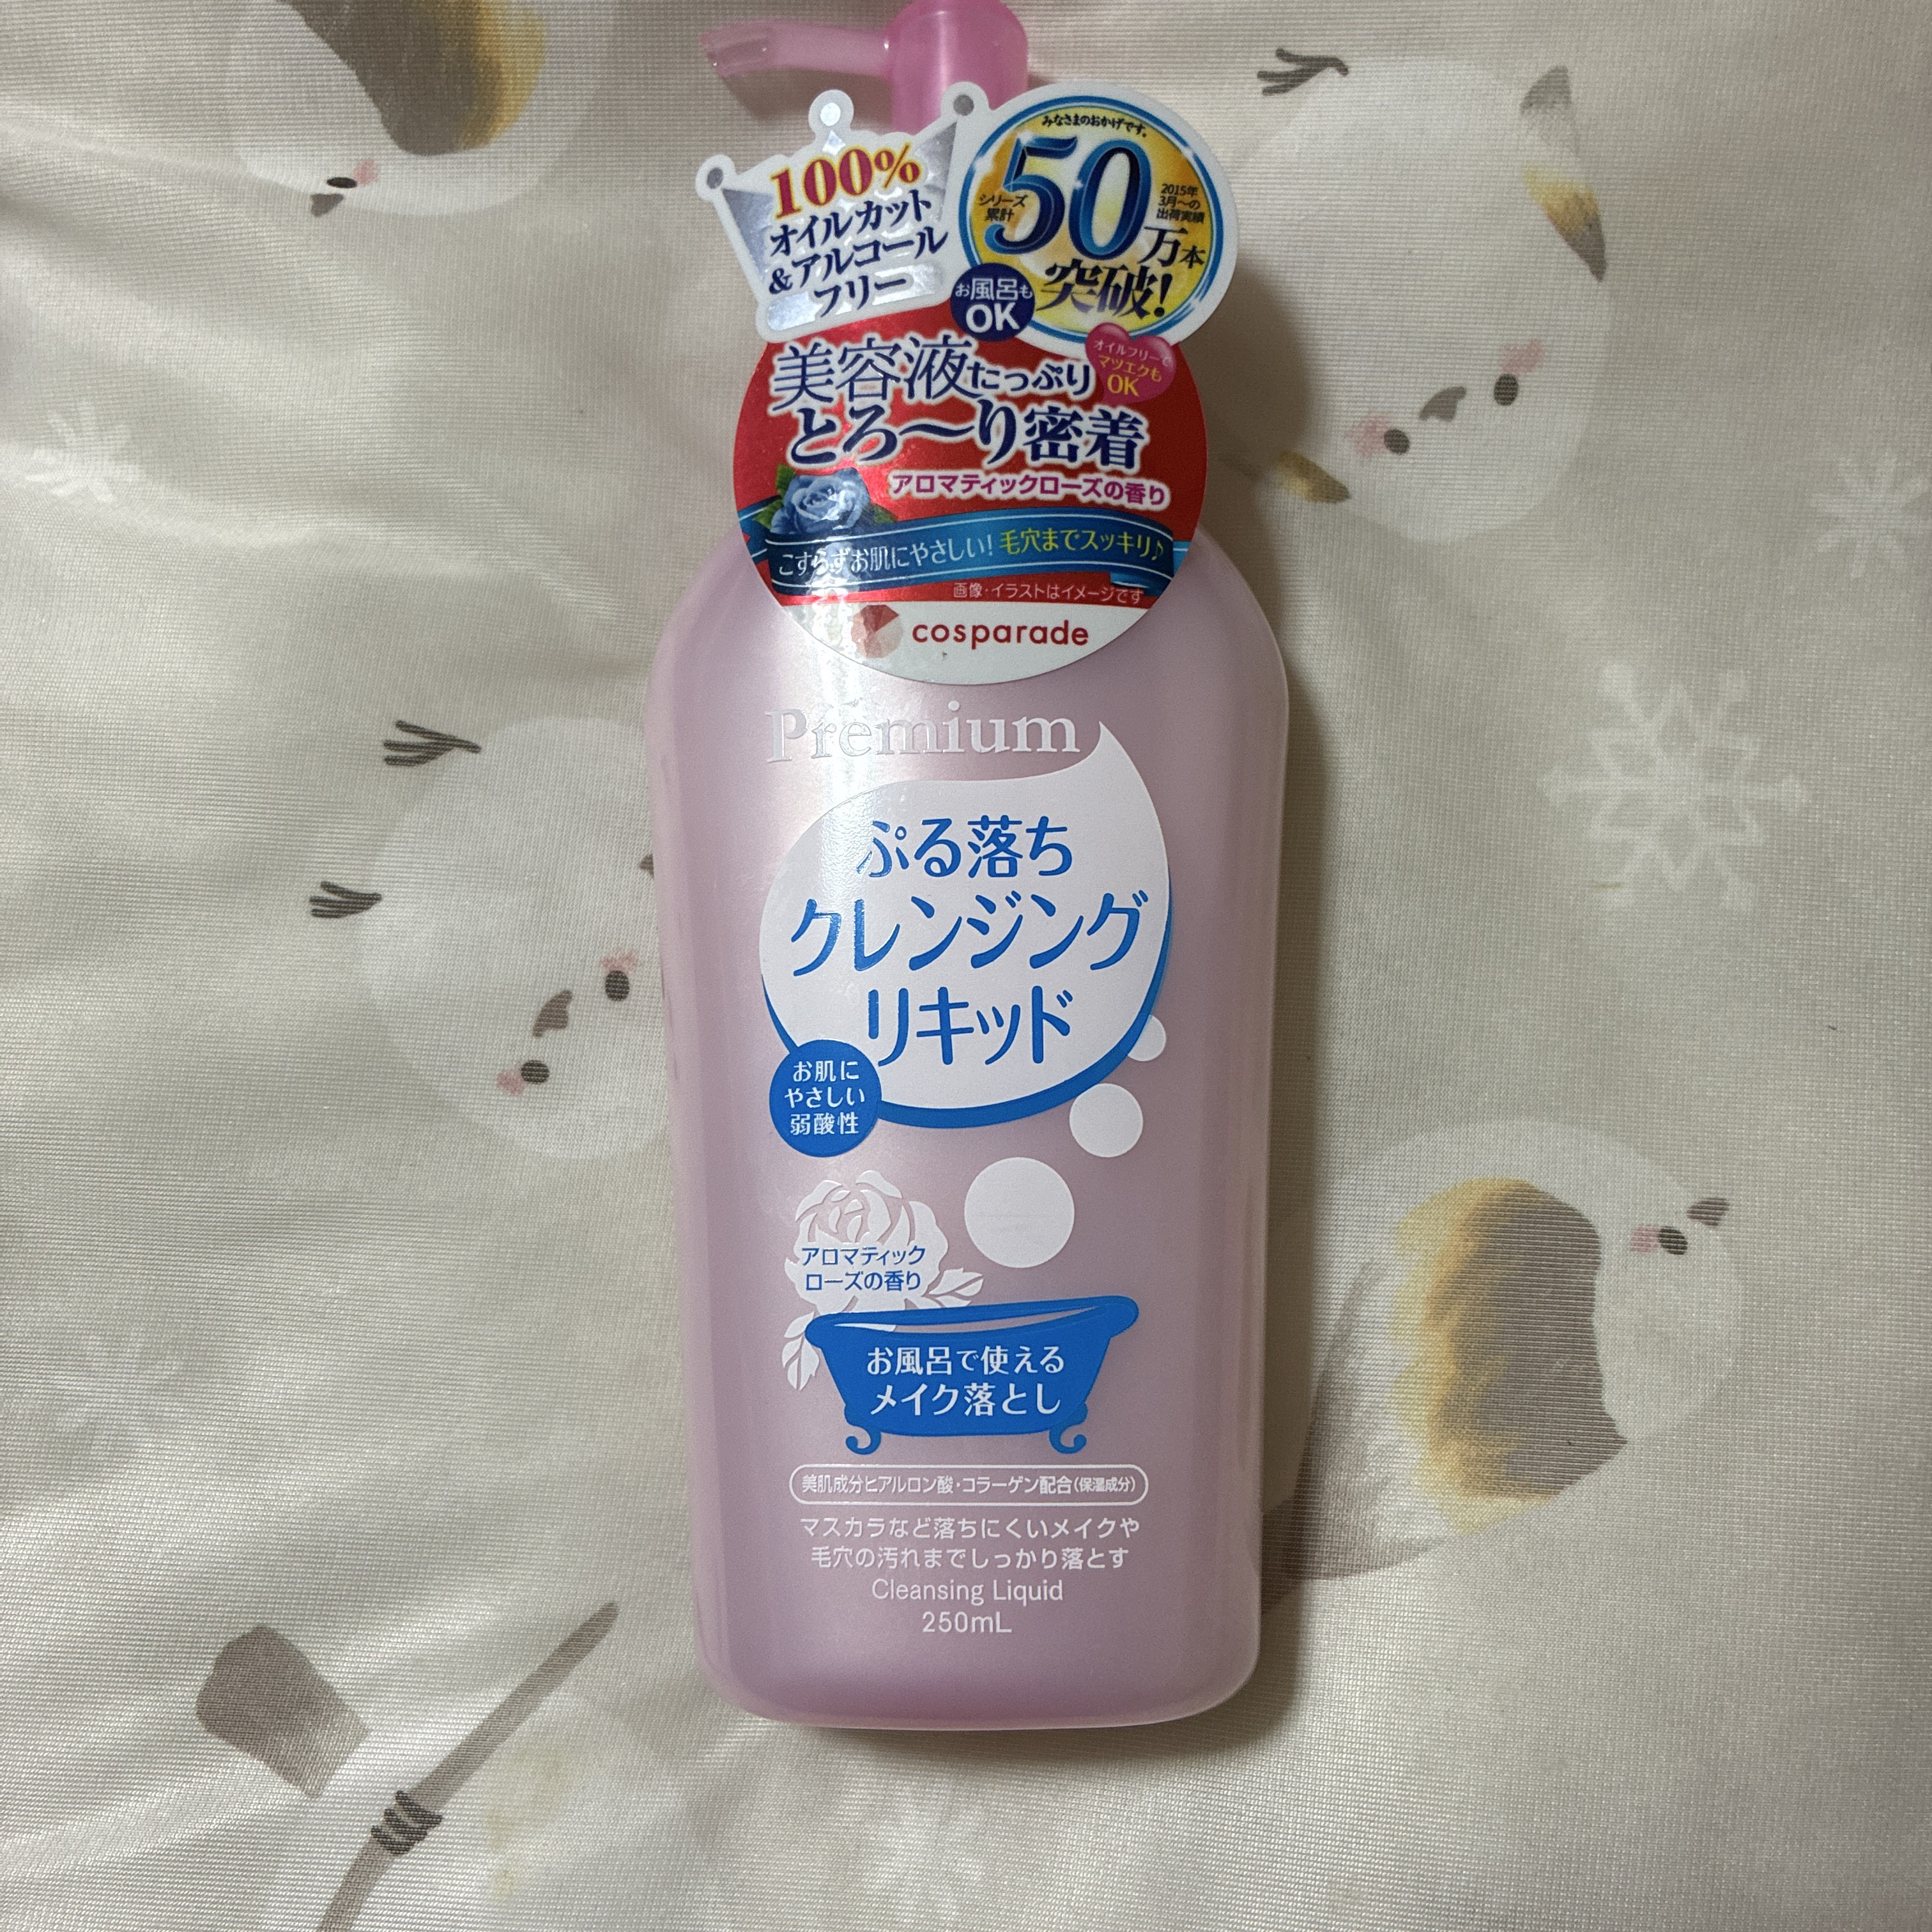 100%
オイルカット
&アルコール
フリー
みなさまのおかげです。
シリーズ
累計
50万本
2015年
3月〜の
出荷実績
突破!
お風呂も
OK
美容液たっぷり
とろ〜り密着
オイルフリーで
マツエクも
OK
アロマティックローズの香り
こすらずお肌にやさしい!毛穴までスッキリ♪
画像・イラストはイメージです
cosparade
Premium
ぷる落ち
クレンジング
リキッド
お肌に
やさしい
弱酸性
アロマティック
ローズの香り
お風呂で使える
メイク落とし
美肌成分ヒアルロン酸・コラーゲン配合(保湿成分)
マスカラなど落ちにくいメイクや
毛穴の汚れまでしっかり落とす
Cleansing Liquid
250mL